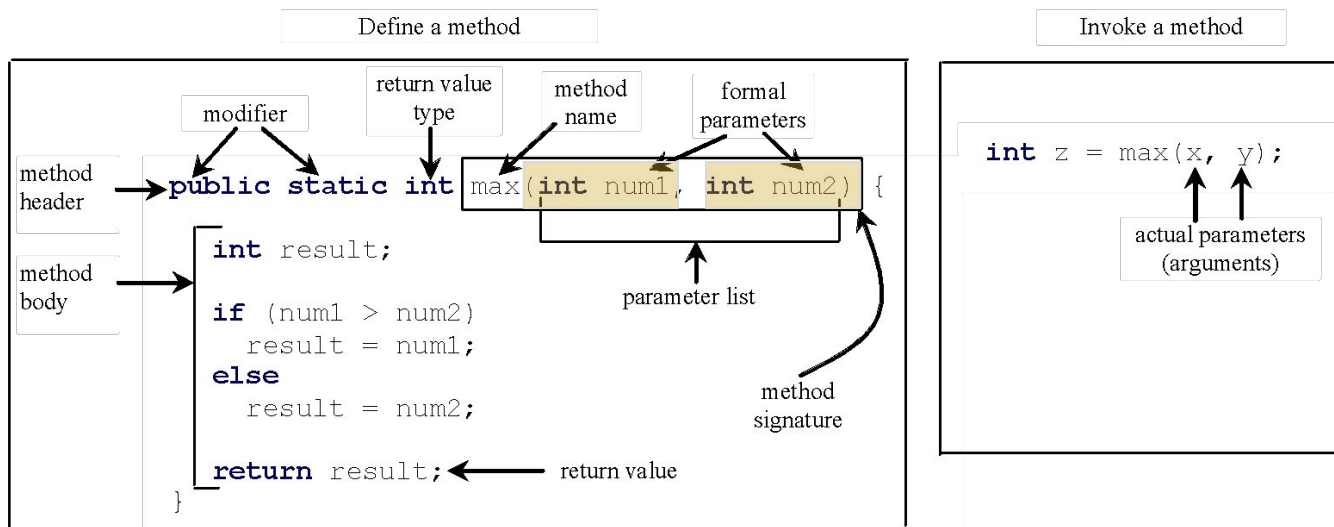 Define a method
Invoke a method
return value
type
method
name
formal
parameters
modifier
method
header
public static int max(int num1, int num2) {
int z = max(x, y);
actual parameters
(arguments)
method
body
int result;
parameter list
if (num1 > num2)
result = num1;
else
result = num2;
method
signature
return result;
return value
}